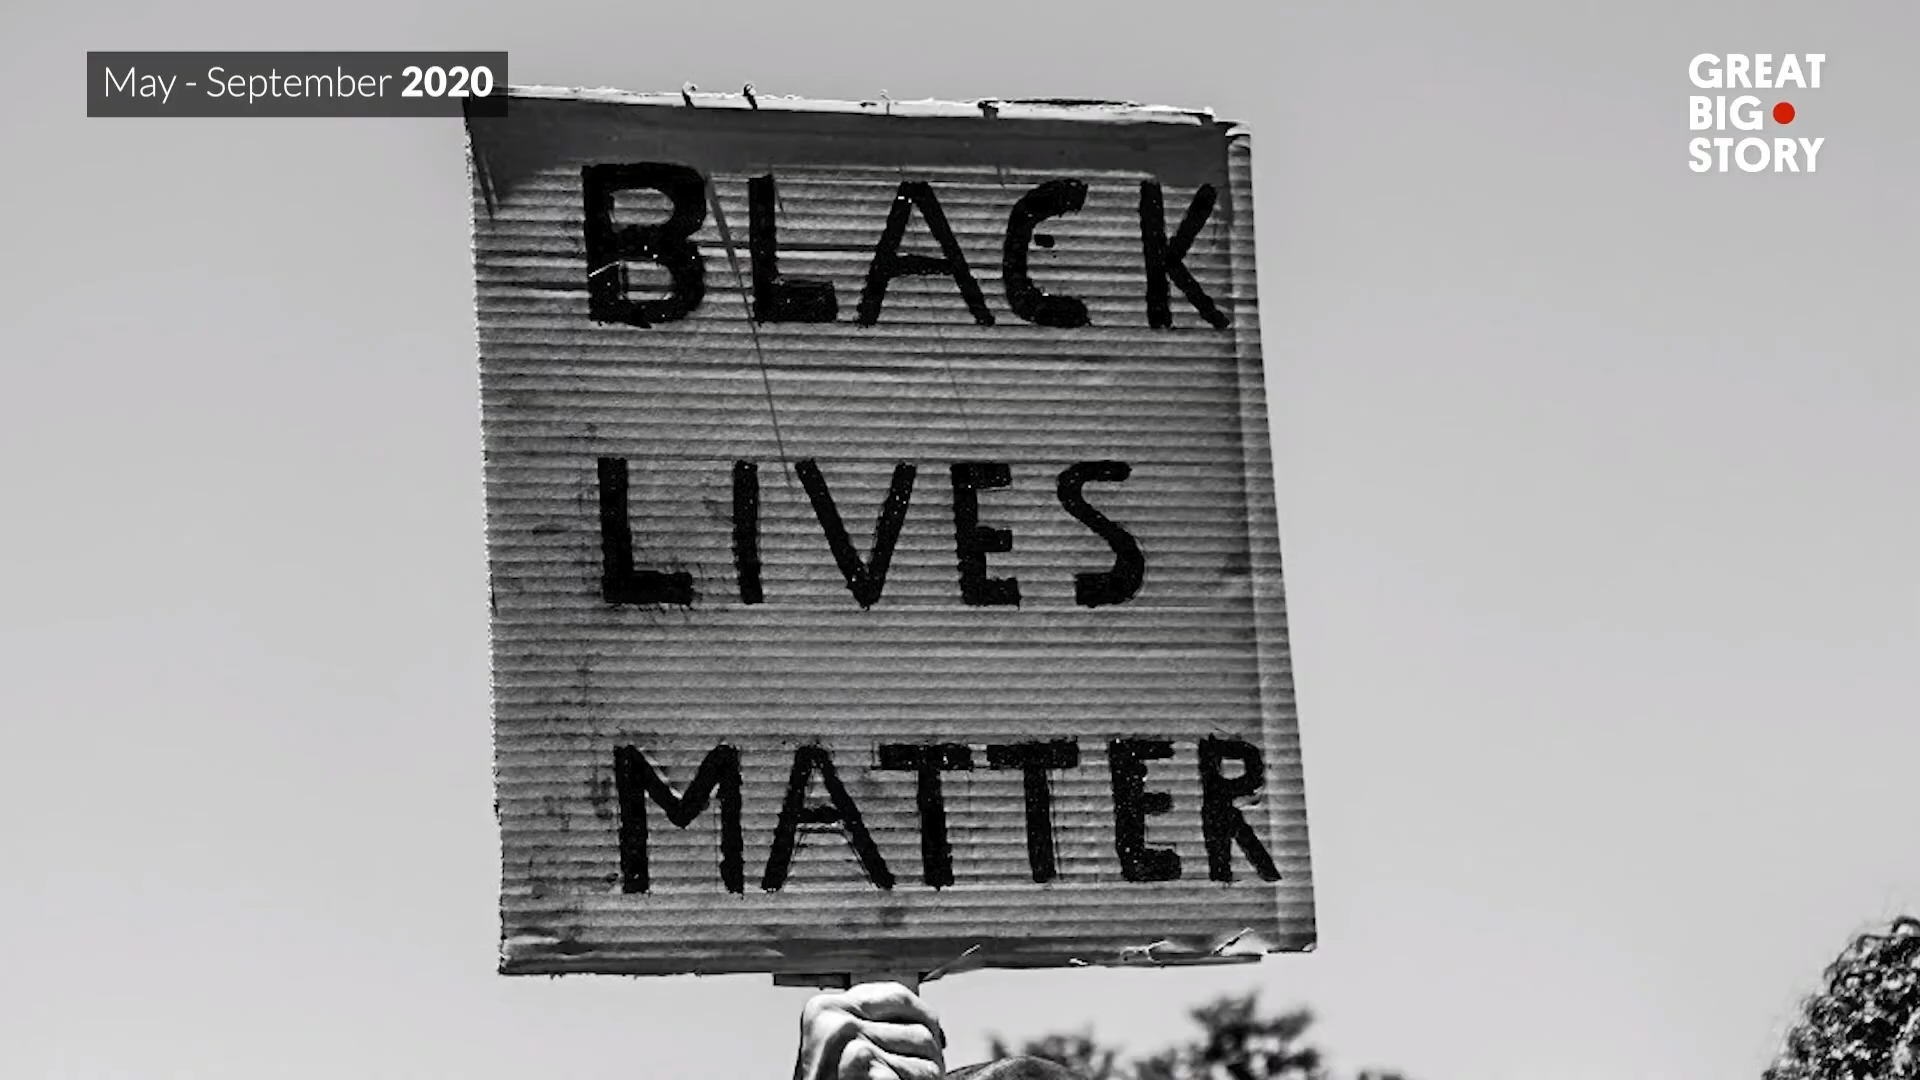 May - September 2020
GREAT
BIG
STORY
BLACK
LIVES
MATTER